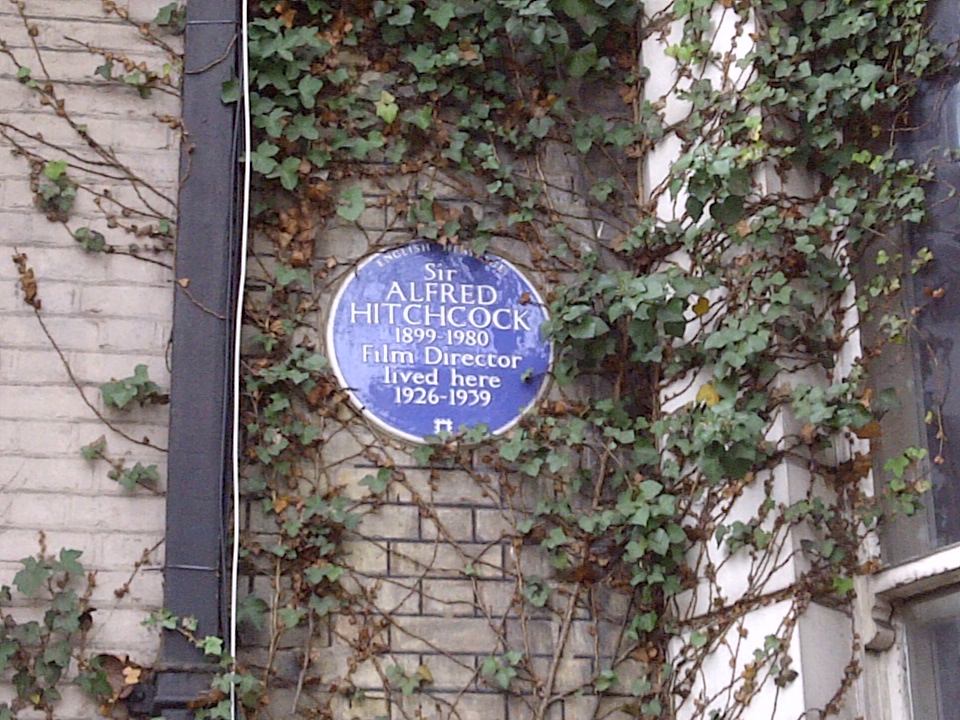 ENGLISH HERITAGE
Sir
ALFRED
HITCHCOCK
1899-1980
Film Director
lived here
1926-1939